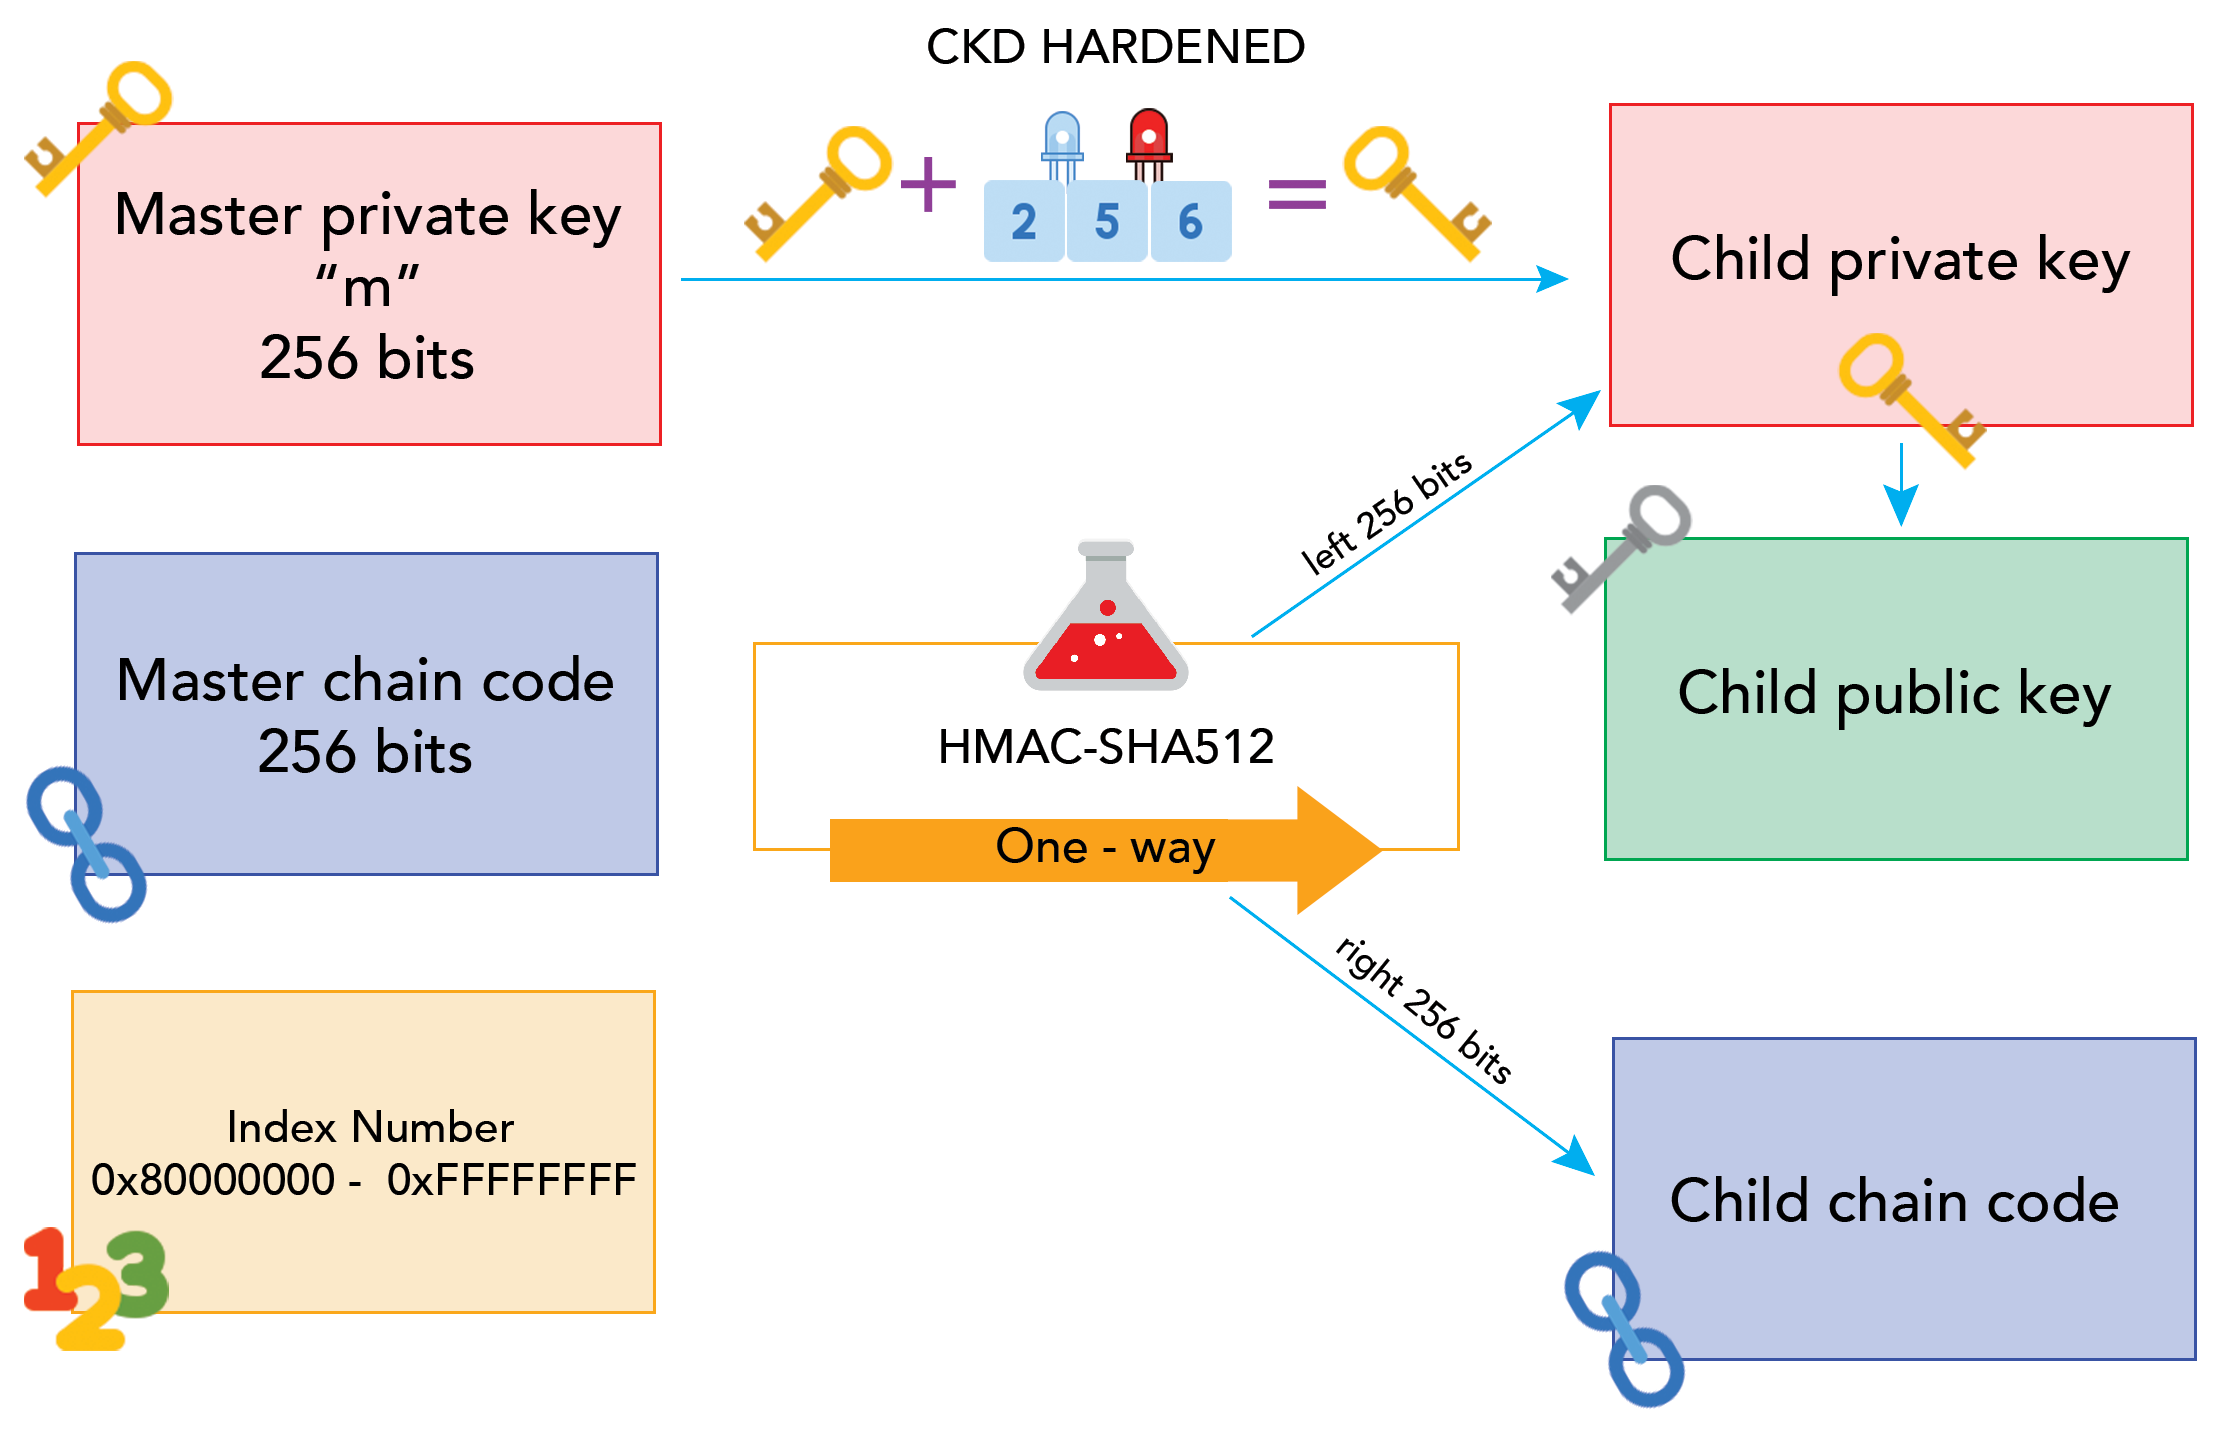 CKD HARDENED
Master private key
“m”
256 bits
+
2 5 6
=
Child private key
left 256 bits
Master chain code
256 bits
HMAC-SHA512
One - way
Child public key
right 256 bits
Index Number
0x80000000 - 0xFFFFFFFF
123
Child chain code